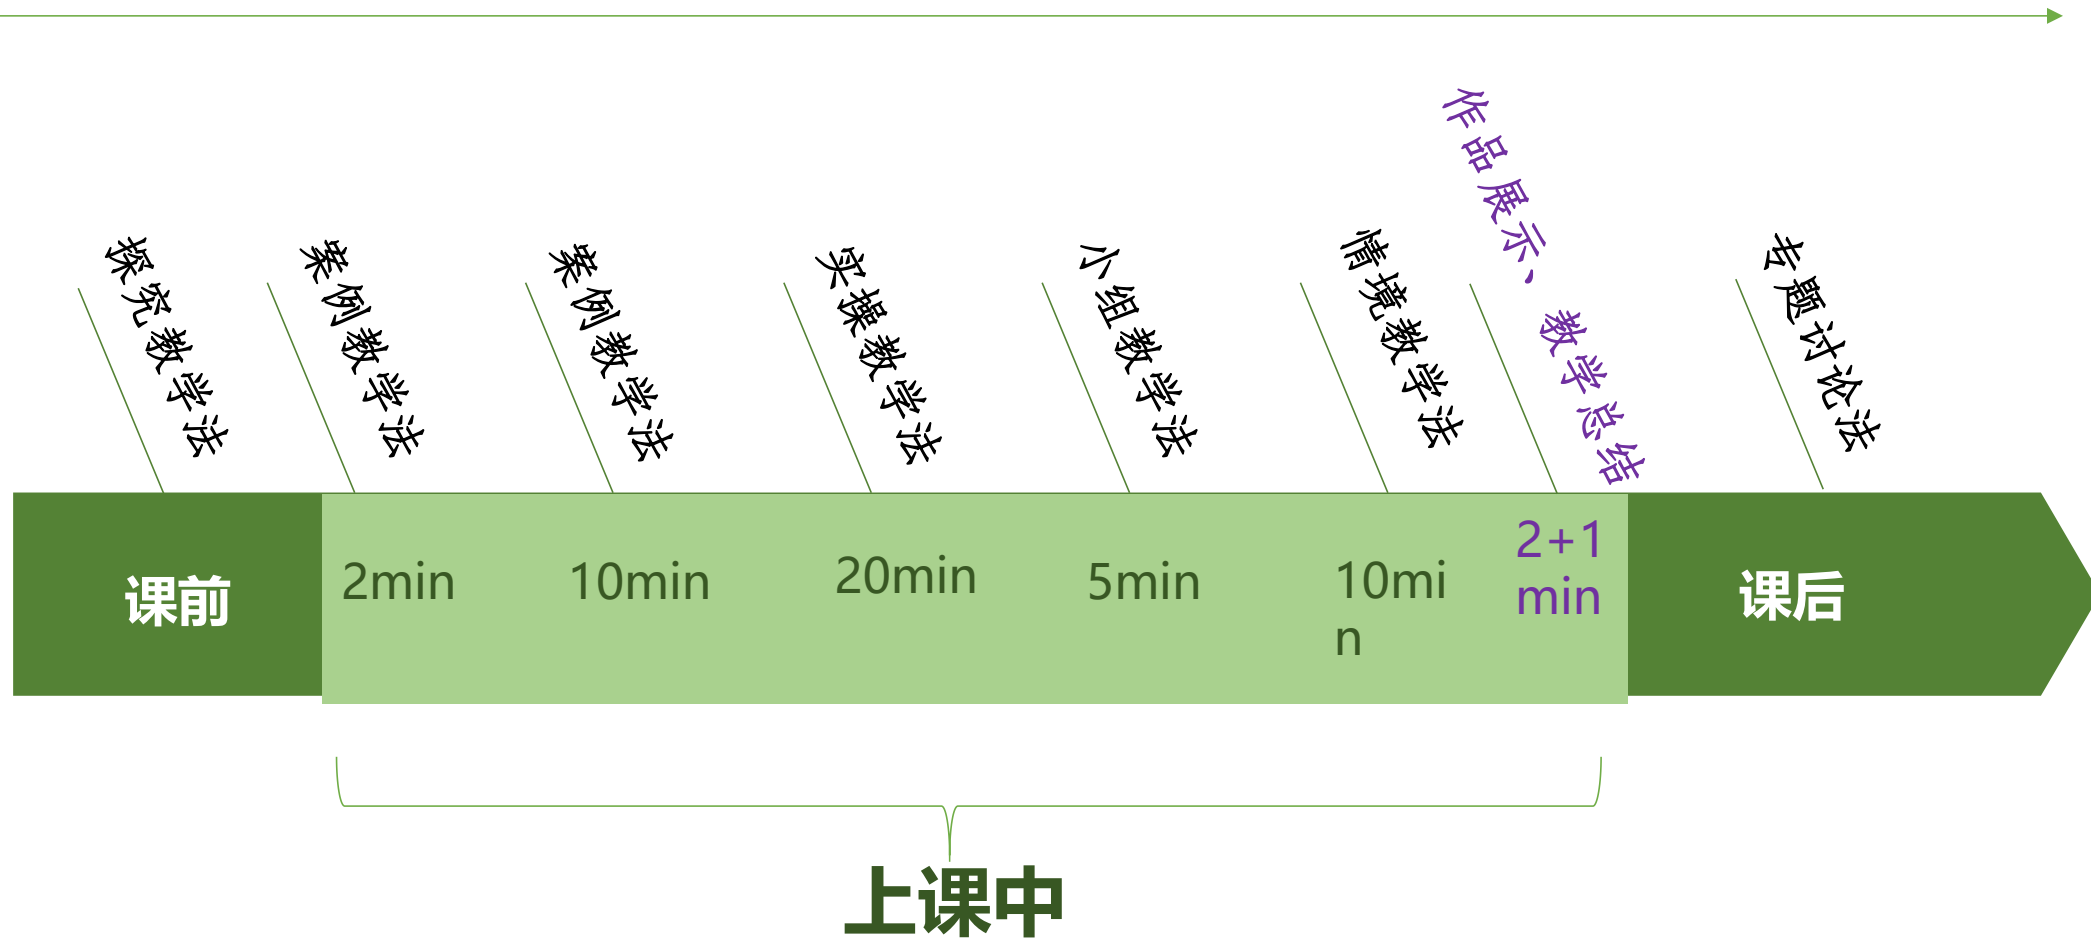 探究教学法
案例教学法
案例教学法
实操教学法
小组教学法
情境教学法
作品展示、教学总结
专题讨论法
课前
2min
10min
20min
5min
10mi
n
2+1
min
课后
上课中